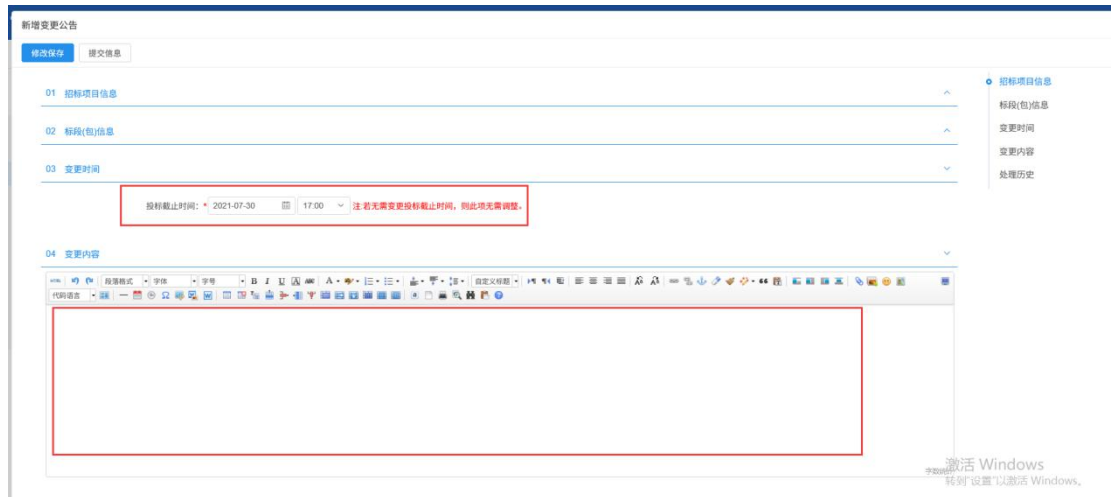 新增变更公告
修改保存 提交信息
01 招标项目信息
02 标段(包)信息
03 变更时间
投标截止时间：* 2021-07-30 17:00 注:若无需变更投标截止时间，则此项无需调整。
04 变更内容
HTML 段落格式 字体 字号 B I U A ABC A 自定义标题
代码语言
招标项目信息
标段(包)信息
变更时间
变更内容
处理历史
激活 Windows
转到"设置"以激活 Windows。